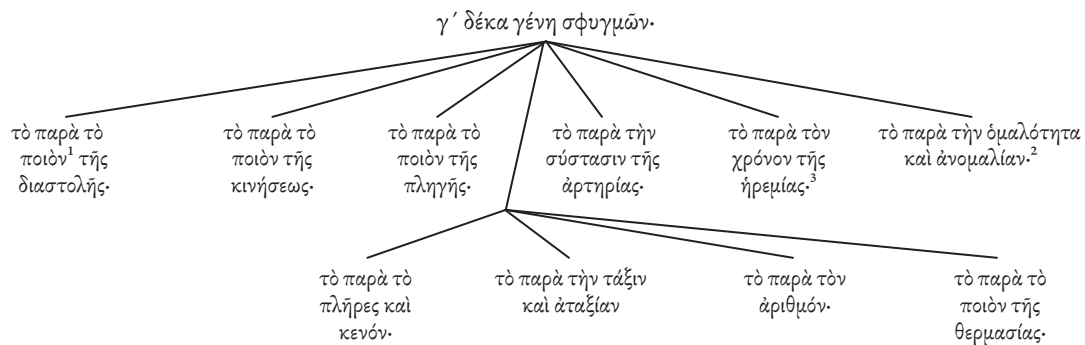 γ´ δέκα γένη σφυγμῶν·
τὸ παρὰ τὸ
ποιὸν¹ τῆς
διαστολῆς·
τὸ παρὰ τὸ
ποιὸν τῆς
κινήσεως·
τὸ παρὰ τὸ
ποιὸν τῆς
πληγῆς·
τὸ παρὰ τὴν
σύστασιν τῆς
ἀρτηρίας·
τὸ παρὰ τὸν
χρόνον τῆς
ἠρεμίας.³
τὸ παρὰ τὴν ὁμαλότητα
καὶ ἀνομαλίαν.²
τὸ παρὰ τὸ
πλῆρες καὶ
κενόν·
τὸ παρὰ τὴν τάξιν
καὶ ἀταξίαν
τὸ παρὰ τὸν
ἀριθμόν·
τὸ παρὰ τὸ
ποιὸν τῆς
θερμασίας·